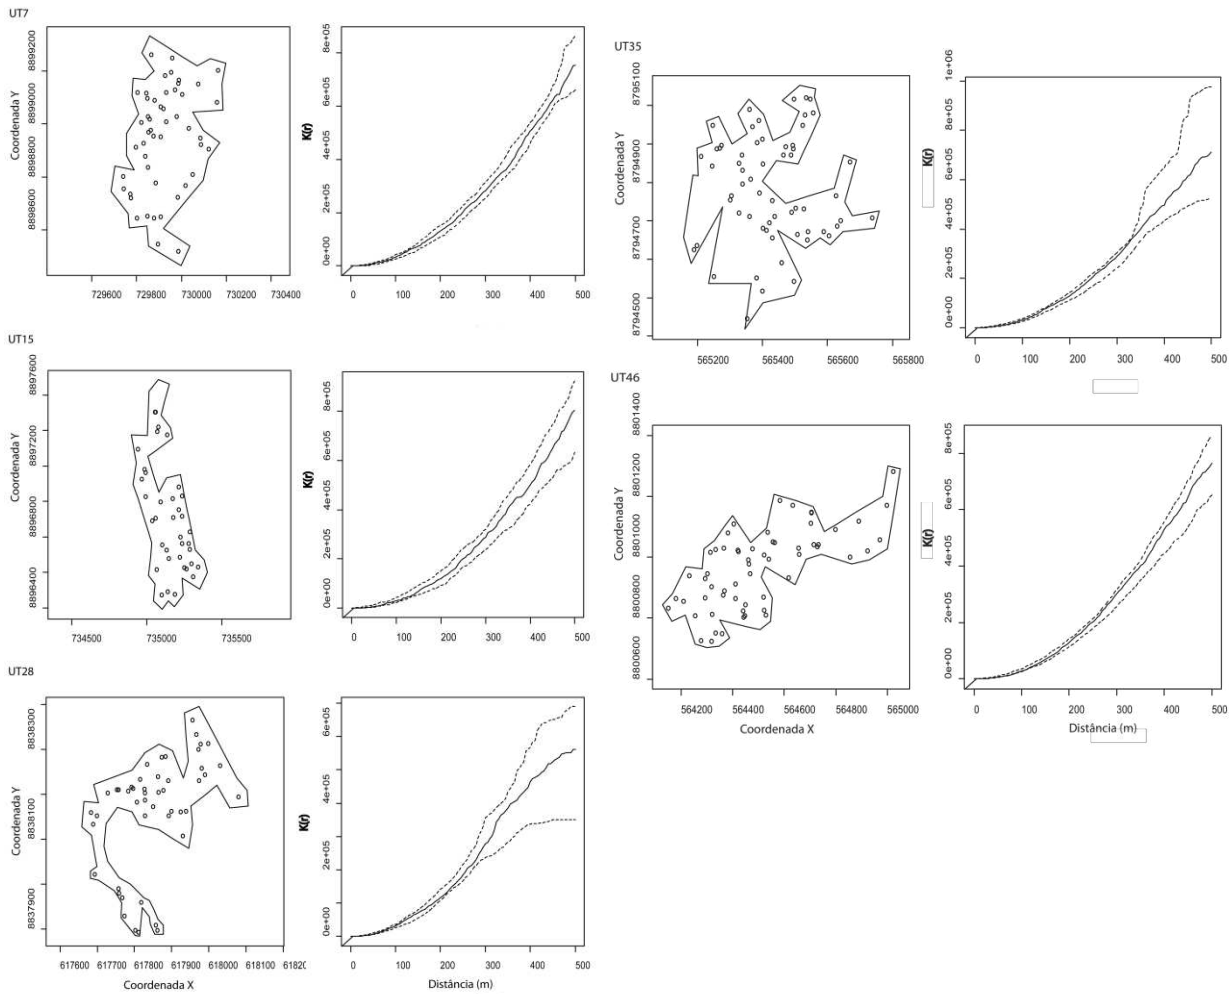 UT7
Coordenada Y
8898600 8898800 8899000 8899200
729600 729800 730000 730200 730400
K(r)
0e+00 2e+05 4e+05 6e+05 8e+05
0 100 200 300 400 500
UT15
Coordenada Y
8896400 8896800 8897200 8897600
734500 735000 735500
K(r)
0e+00 2e+05 4e+05 6e+05 8e+05
0 100 200 300 400 500
UT28
Coordenada Y
8837900 8838100 8838300
617600 617700 617800 617900 618000 618100 6182
Coordenada X
K(r)
0e+00 2e+05 4e+05 6e+05
0 100 200 300 400 500
Distância (m)
UT35
Coordenada Y
8794500 8794700 8794900 8795100
565200 565400 565600 565800
K(r)
0e+00 2e+05 4e+05 6e+05 8e+05 1e+06
0 100 200 300 400 500
UT46
Coordenada Y
8800600 8800800 8801000 8801200 8801400
564200 564400 564600 564800 565000
Coordenada X
K(r)
0e+00 2e+05 4e+05 6e+05 8e+05
0 100 200 300 400 500
Distância (m)